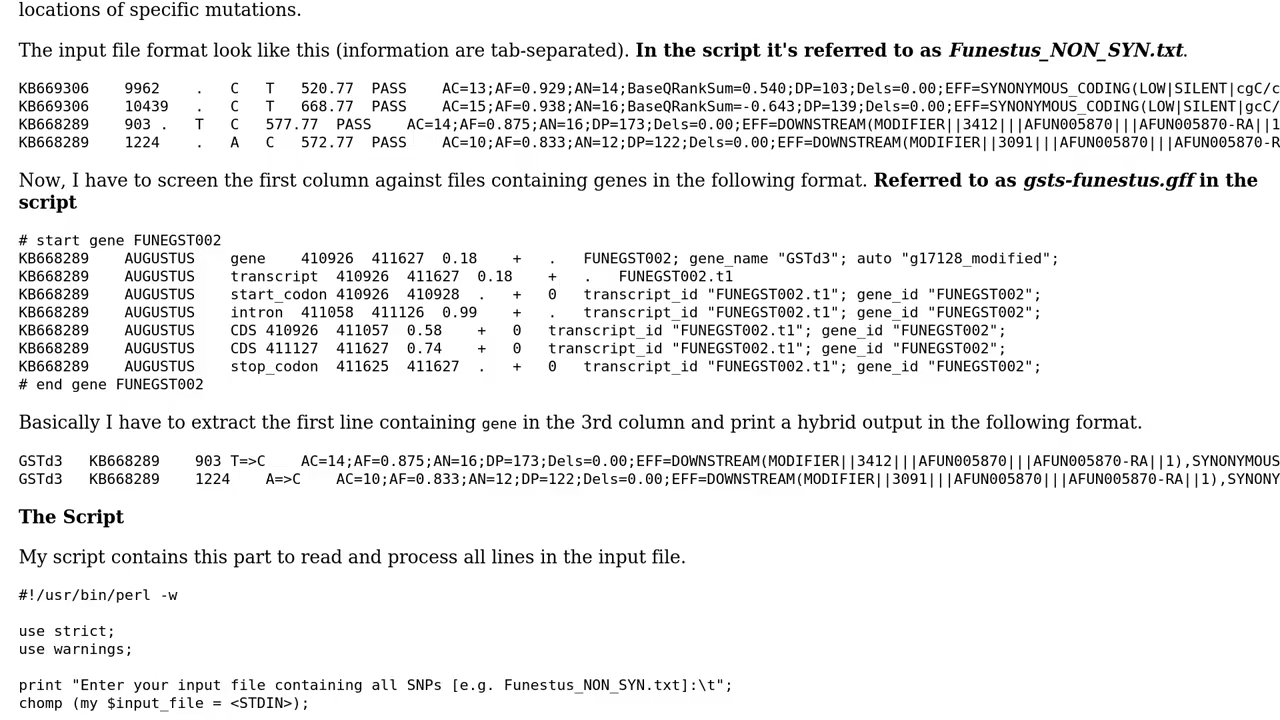 locations of specific mutations.
The input file format look like this (information are tab-separated). In the script it's referred to as Funestus_NON_SYN.txt.
KB669306    9962    .   C   T   520.77  PASS    AC=13;AF=0.929;AN=14;BaseQRankSum=0.540;DP=103;Dels=0.00;EFF=SYNONYMOUS_CODING(LOW|SILENT|cgC/c
KB669306    10439   .   C   T   668.77  PASS    AC=15;AF=0.938;AN=16;BaseQRankSum=-0.643;DP=139;Dels=0.00;EFF=SYNONYMOUS_CODING(LOW|SILENT|gcC/
KB668289    903 .   T   C   577.77  PASS    AC=14;AF=0.875;AN=16;DP=173;Dels=0.00;EFF=DOWNSTREAM(MODIFIER||3412|||AFUN005870|||AFUN005870-RA||1
KB668289    1224    .   A   C   572.77  PASS    AC=10;AF=0.833;AN=12;DP=122;Dels=0.00;EFF=DOWNSTREAM(MODIFIER||3091|||AFUN005870|||AFUN005870-R
Now, I have to screen the first column against files containing genes in the following format. Referred to as gsts-funestus.gff in the
script
# start gene FUNEGST002
KB668289    AUGUSTUS    gene    410926  411627  0.18    +   .   FUNEGST002; gene_name "GSTd3"; auto "g17128_modified";
KB668289    AUGUSTUS    transcript  410926  411627  0.18    +   .   FUNEGST002.t1
KB668289    AUGUSTUS    start_codon 410926  410928  .   +   0   transcript_id "FUNEGST002.t1"; gene_id "FUNEGST002";
KB668289    AUGUSTUS    intron  411058  411126  0.99    +   .   transcript_id "FUNEGST002.t1"; gene_id "FUNEGST002";
KB668289    AUGUSTUS    CDS 410926  411057  0.58    +   0   transcript_id "FUNEGST002.t1"; gene_id "FUNEGST002";
KB668289    AUGUSTUS    CDS 411127  411627  0.74    +   0   transcript_id "FUNEGST002.t1"; gene_id "FUNEGST002";
KB668289    AUGUSTUS    stop_codon  411625  411627  .   +   0   transcript_id "FUNEGST002.t1"; gene_id "FUNEGST002";
# end gene FUNEGST002
Basically I have to extract the first line containing gene in the 3rd column and print a hybrid output in the following format.
GSTd3   KB668289    903 T=>C    AC=14;AF=0.875;AN=16;DP=173;Dels=0.00;EFF=DOWNSTREAM(MODIFIER||3412|||AFUN005870|||AFUN005870-RA||1),SYNONYMOUS
GSTd3   KB668289    1224    A=>C    AC=10;AF=0.833;AN=12;DP=122;Dels=0.00;EFF=DOWNSTREAM(MODIFIER||3091|||AFUN005870|||AFUN005870-RA||1),SYNONY
The Script
My script contains this part to read and process all lines in the input file.
#!/usr/bin/perl -w
use strict;
use warnings;
print "Enter your input file containing all SNPs [e.g. Funestus_NON_SYN.txt]:\t";
chomp (my $input_file = <STDIN>);